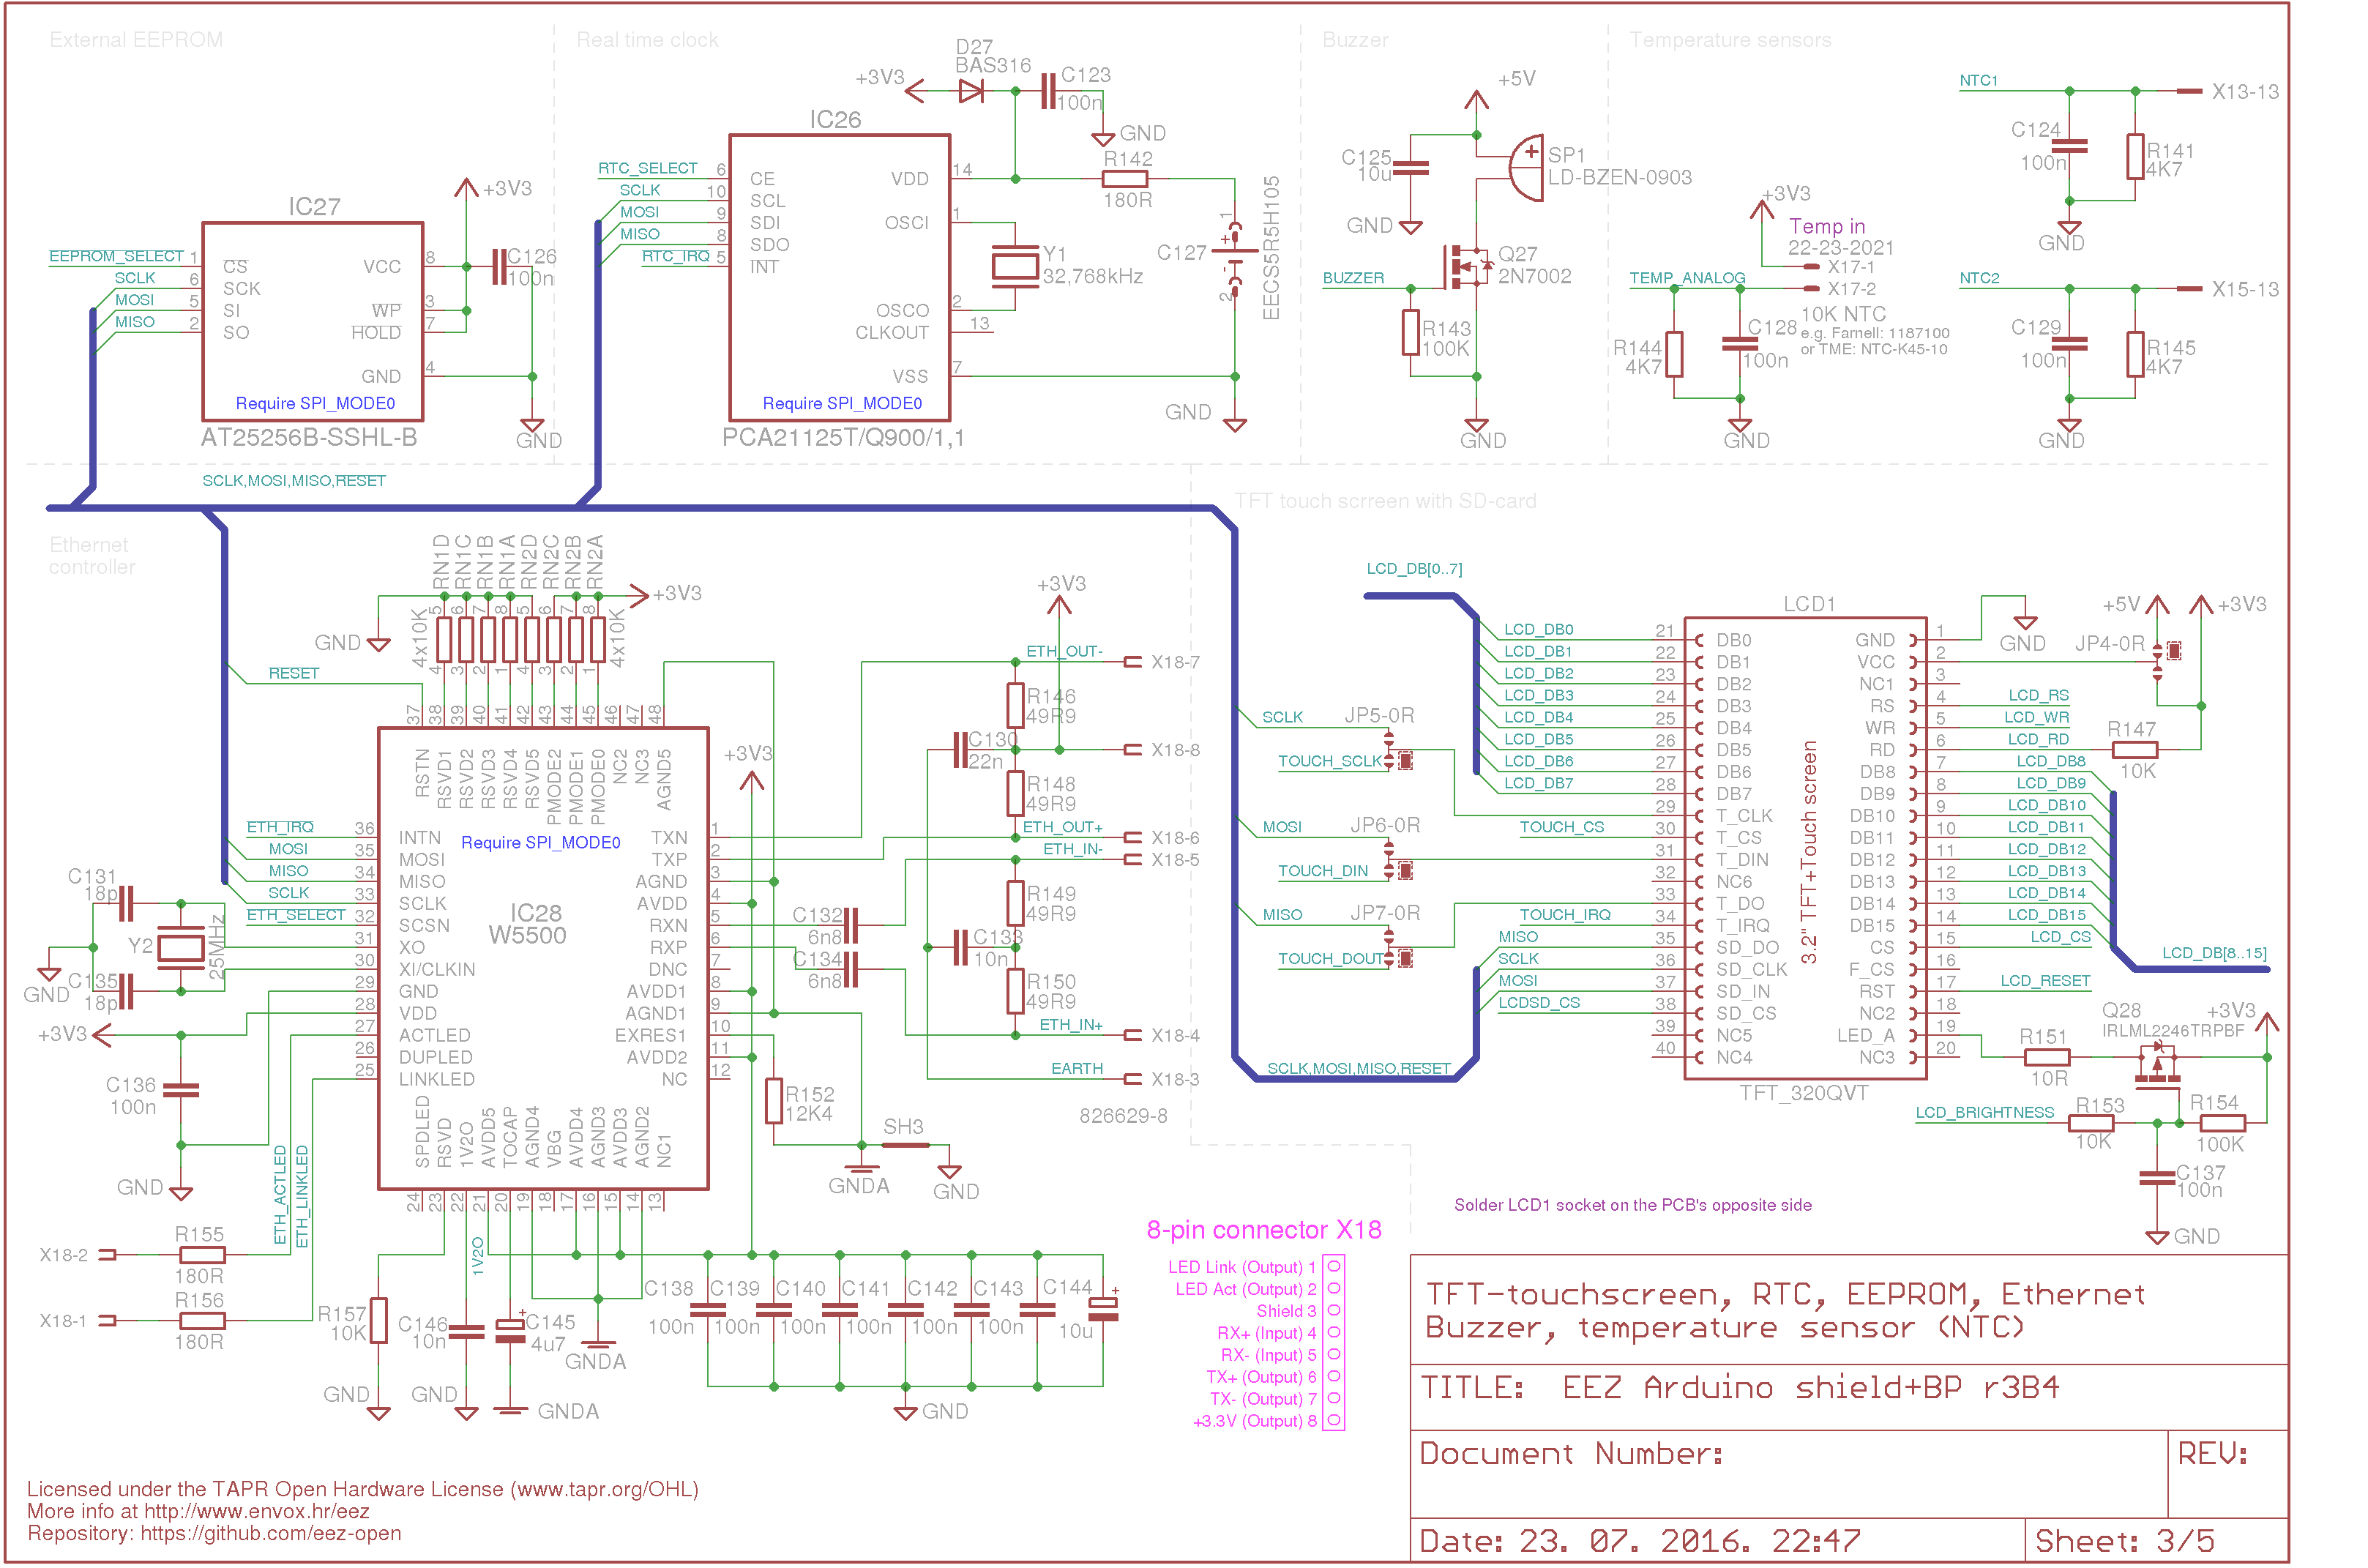 External EEPROM
Real time clock
Buzzer
Temperature sensors
IC27
+3V3
EEPROM_SELECT 1 CS
SCLK 6 SCK
MOSI 5 SI
MISO 2 SO
VCC 8
WP 3
HOLD 7
GND 4
C126
100n
Require SPI_MODE0
AT25256B-SSHL-B
GND
D27
BAS316
+3V3
C123
100n
GND
IC26
RTC_SELECT 6 CE
SCLK 10 SCL
MOSI 9 SDI
MISO 8 SDO
RTC_IRQ 5 INT
VDD 14
OSCI 1
OSCO 2
CLKOUT 13
VSS 7
R142
180R
Y1
32,768kHz
C127
1
+
-
2
EECS5R5H105
GND
Require SPI_MODE0
PCA21125T/Q900/1,1
+5V
C125
10u
GND
SP1
LD-BZEN-0903
Q27
2N7002
BUZZER
R143
100K
GND
NTC1
X13-13
C124
100n
R141
4K7
GND
+3V3
Temp in
22-23-2021
X17-1
TEMP_ANALOG
X17-2
10K NTC
e.g. Farnell: 1187100
or TME: NTC-K45-10
R144
4K7
C128
100n
GND
NTC2
X15-13
C129
100n
R145
4K7
GND
SCLK,MOSI,MISO,RESET
Ethernet
controller
RN1D
RN1C
RN1B
RN1A
RN2D
RN2C
RN2B
RN2A
+3V3
GND
4x10K
5 6 7 8 5 6 7 8
4 3 2 1 4 3 2 1
4x10K
RESET
37 38 39 40 41 42 43 44 45 46 47 48
RSTN
RSVD1
RSVD2
RSVD3
RSVD4
RSVD5
PMODE2
PMODE1
PMODE0
NC2
NC3
AGND5
Require SPI_MODE0
IC28
W5500
ETH_IRQ 36 INTN
MOSI 35 MOSI
MISO 34 MISO
SCLK 33 SCLK
ETH_SELECT 32 SCSN
31 XO
30 XI/CLKIN
29 GND
28 VDD
27 ACTLED
26 DUPLED
25 LINKLED
TXN 1
TXP 2
AGND 3
AVDD 4
RXN 5
RXP 6
DNC 7
AVDD1 8
AGND1 9
EXRES1 10
AVDD2 11
NC 12
SPDLED
RSVD
1V2O
AVDD5
TOCAP
AGND4
VBG
AVDD4
AGND3
AVDD3
AGND2
NC1
24 23 22 21 20 19 18 17 16 15 14 13
C131
18p
Y2
25MHz
C135
18p
GND
+3V3
C136
100n
GND
ETH_ACTLED
ETH_LINKLED
X18-2
R155
180R
X18-1
R156
180R
R157
10K
GND
1V2O
C146
10n
GND
C145
+
4u7
GNDA
GNDA
+3V3
C138
100n
C139
100n
C140
100n
C141
100n
C142
100n
C143
100n
C144
+
10u
GND
+3V3
ETH_OUT-
X18-7
R146
49R9
C130
22n
X18-8
R148
49R9
ETH_OUT+
X18-6
ETH_IN-
X18-5
R149
49R9
C132
6n8
C133
10n
C134
6n8
R150
49R9
ETH_IN+
X18-4
EARTH
X18-3
826629-8
R152
12K4
SH3
GNDA
GND
TFT touch scrreen with SD-card
LCD_DB[0..7]
LCD1
LCD_DB0 21 DB0
LCD_DB1 22 DB1
LCD_DB2 23 DB2
LCD_DB3 24 DB3
LCD_DB4 25 DB4
LCD_DB5 26 DB5
LCD_DB6 27 DB6
LCD_DB7 28 DB7
29 T_CLK
TOUCH_CS 30 T_CS
31 T_DIN
32 NC6
33 T_DO
TOUCH_IRQ 34 T_IRQ
MISO 35 SD_DO
SCLK 36 SD_CLK
MOSI 37 SD_IN
LCDSD_CS 38 SD_CS
39 NC5
40 NC4
SCLK
JP5-0R
TOUCH_SCLK
MOSI
JP6-0R
TOUCH_DIN
MISO
JP7-0R
TOUCH_DOUT
SCLK,MOSI,MISO,RESET
3.2" TFT+Touch screen
GND 1
VCC 2
NC1 3
RS 4 LCD_RS
WR 5 LCD_WR
RD 6 LCD_RD
DB8 7 LCD_DB8
DB9 8 LCD_DB9
DB10 9 LCD_DB10
DB11 10 LCD_DB11
DB12 11 LCD_DB12
DB13 12 LCD_DB13
DB14 13 LCD_DB14
DB15 14 LCD_DB15
CS 15 LCD_CS
F_CS 16
RST 17 LCD_RESET
NC2 18
LED_A 19
NC3 20
TFT_320QVT
GND
+5V
+3V3
JP4-0R
R147
10K
LCD_DB[8..15]
Q28
IRLML2246TRPBF
+3V3
R151
10R
LCD_BRIGHTNESS
R153
10K
R154
100K
C137
100n
GND
Solder LCD1 socket on the PCB's opposite side
8-pin connector X18
LED Link (Output) 1
LED Act (Output) 2
Shield 3
RX+ (Input) 4
RX- (Input) 5
TX+ (Output) 6
TX- (Output) 7
+3.3V (Output) 8
TFT-touchscreen, RTC, EEPROM, Ethernet
Buzzer, temperature sensor (NTC)
TITLE: EEZ Arduino shield+BP r3B4
Document Number:
REV:
Date: 23. 07. 2016. 22:47
Sheet: 3/5
Licensed under the TAPR Open Hardware License (www.tapr.org/OHL)
More info at http://www.envox.hr/eez
Repository: https://github.com/eez-open